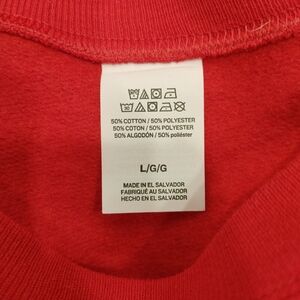 50% COTTON / 50% POLYESTER
50% COTTON / 50% POLYESTER
50% ALGODÓN / 50% poliéster
L/G/G
MADE IN EL SALVADOR
FABRIQUÉ AU SALVADOR
HECHO EN EL SALVADOR